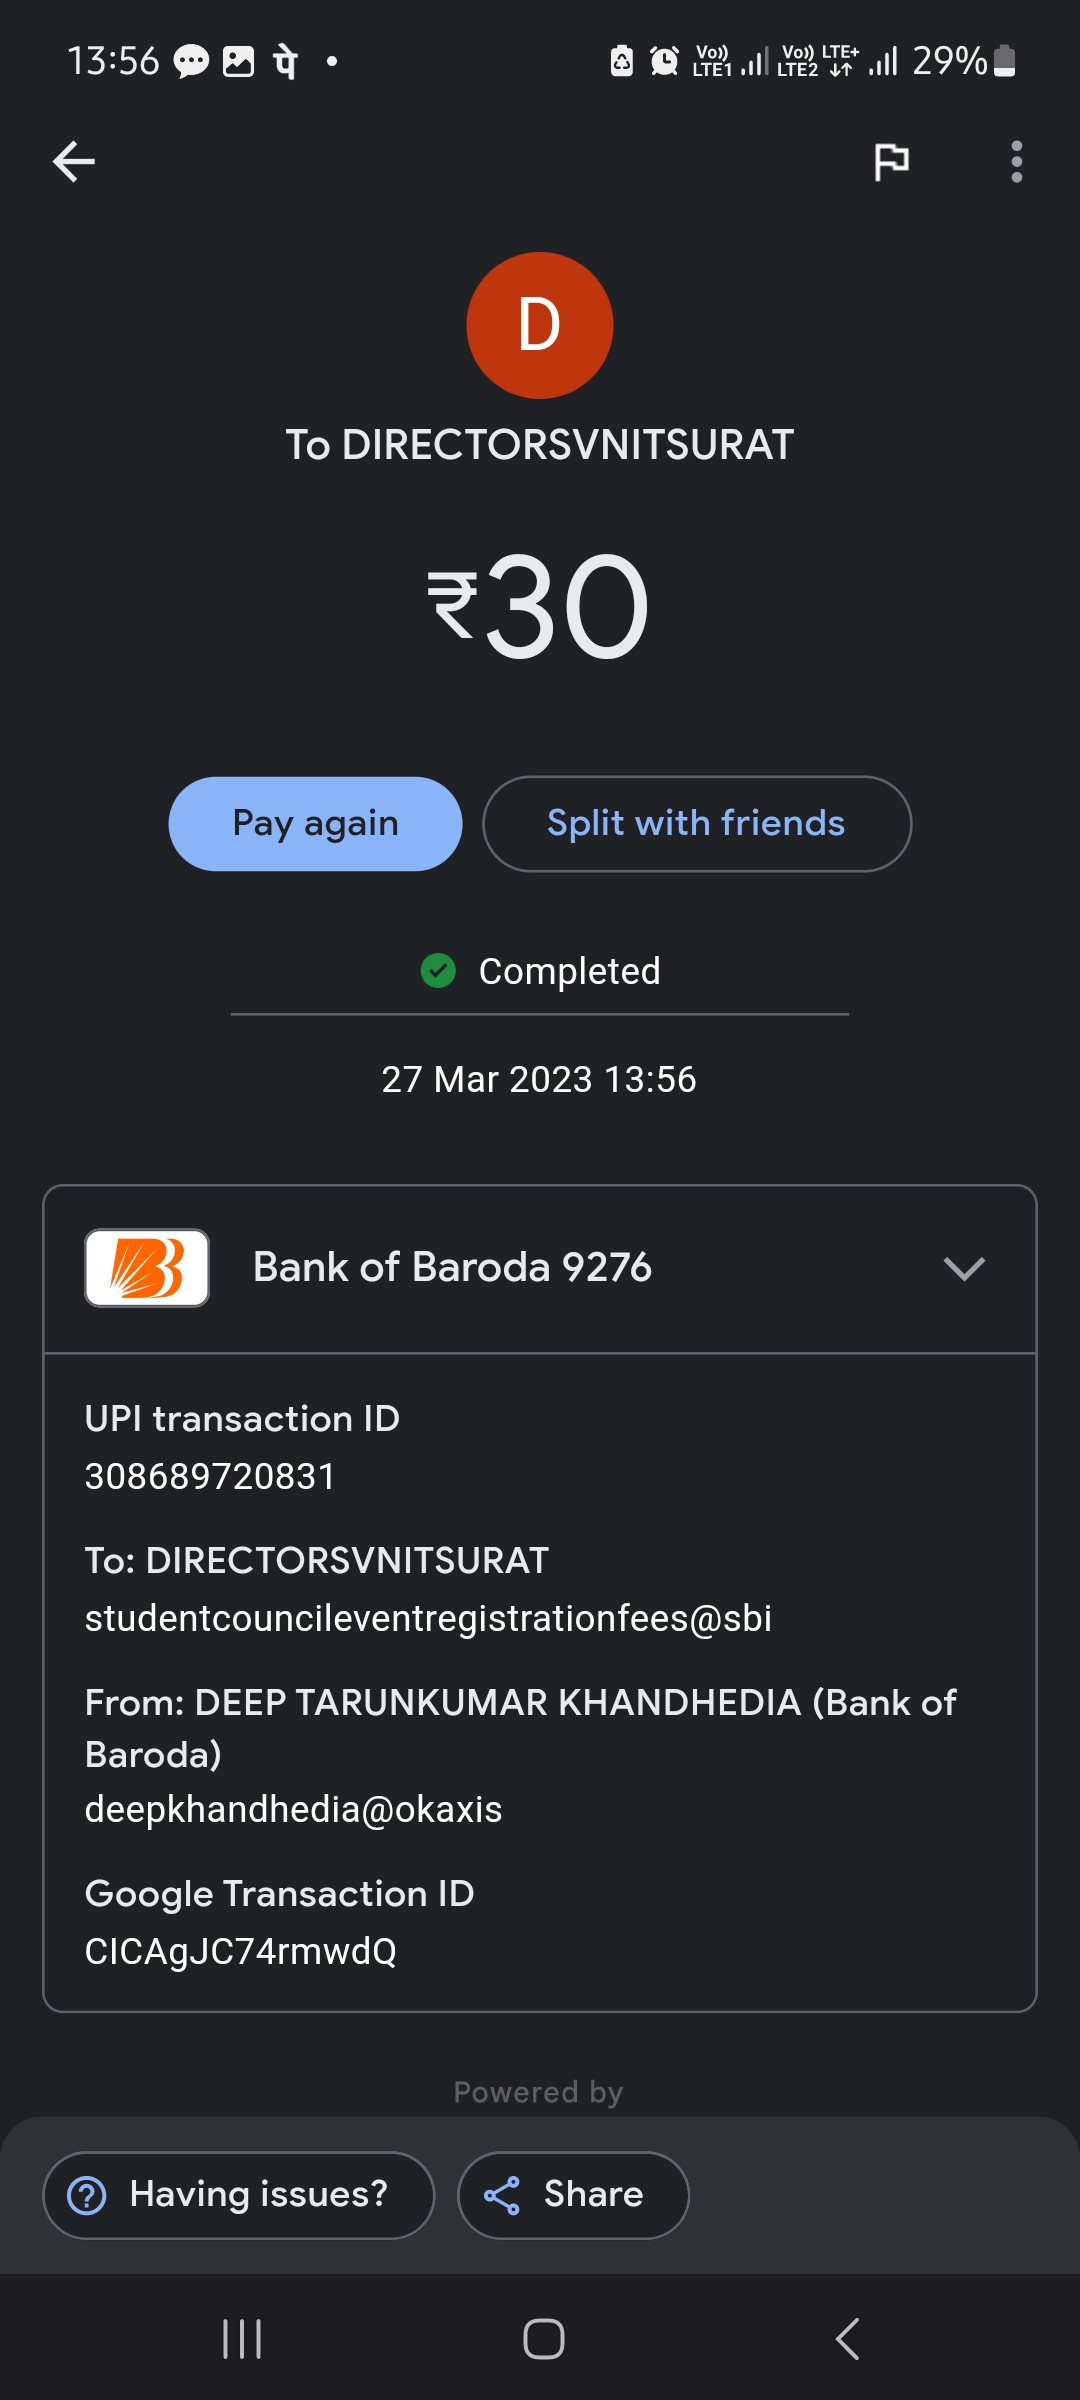 13:56 पे Vo)) LTE1 Vo)) LTE2 LTE+ 29%
D
To DIRECTORSVNITSURAT
₹30
Pay again Split with friends
Completed
27 Mar 2023 13:56
Bank of Baroda 9276
UPI transaction ID
308689720831
To: DIRECTORSVNITSURAT
studentcouncileventregistrationfees@sbi
From: DEEP TARUNKUMAR KHANDHEDIA (Bank of
Baroda)
deepkhandhedia@okaxis
Google Transaction ID
CICAgJC74rmwdQ
Powered by
Having issues? Share